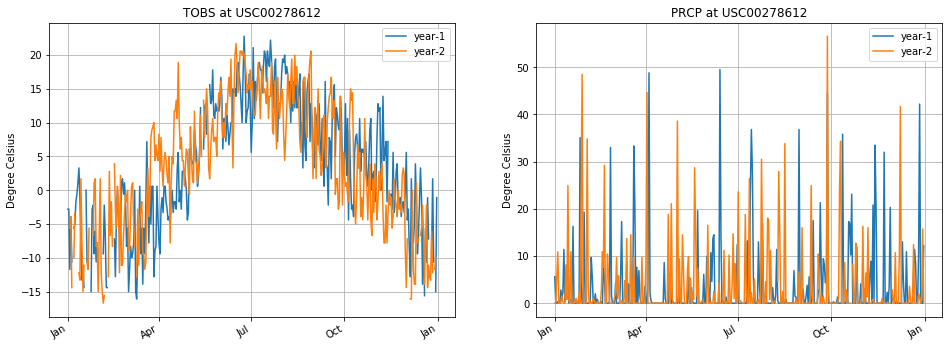 TOBS at USC00278612
year-1
year-2
Degree Celsius
20
15
10
5
0
−5
−10
−15
Jan
Apr
Jul
Oct
Jan
PRCP at USC00278612
year-1
year-2
Degree Celsius
50
40
30
20
10
0
Jan
Apr
Jul
Oct
Jan